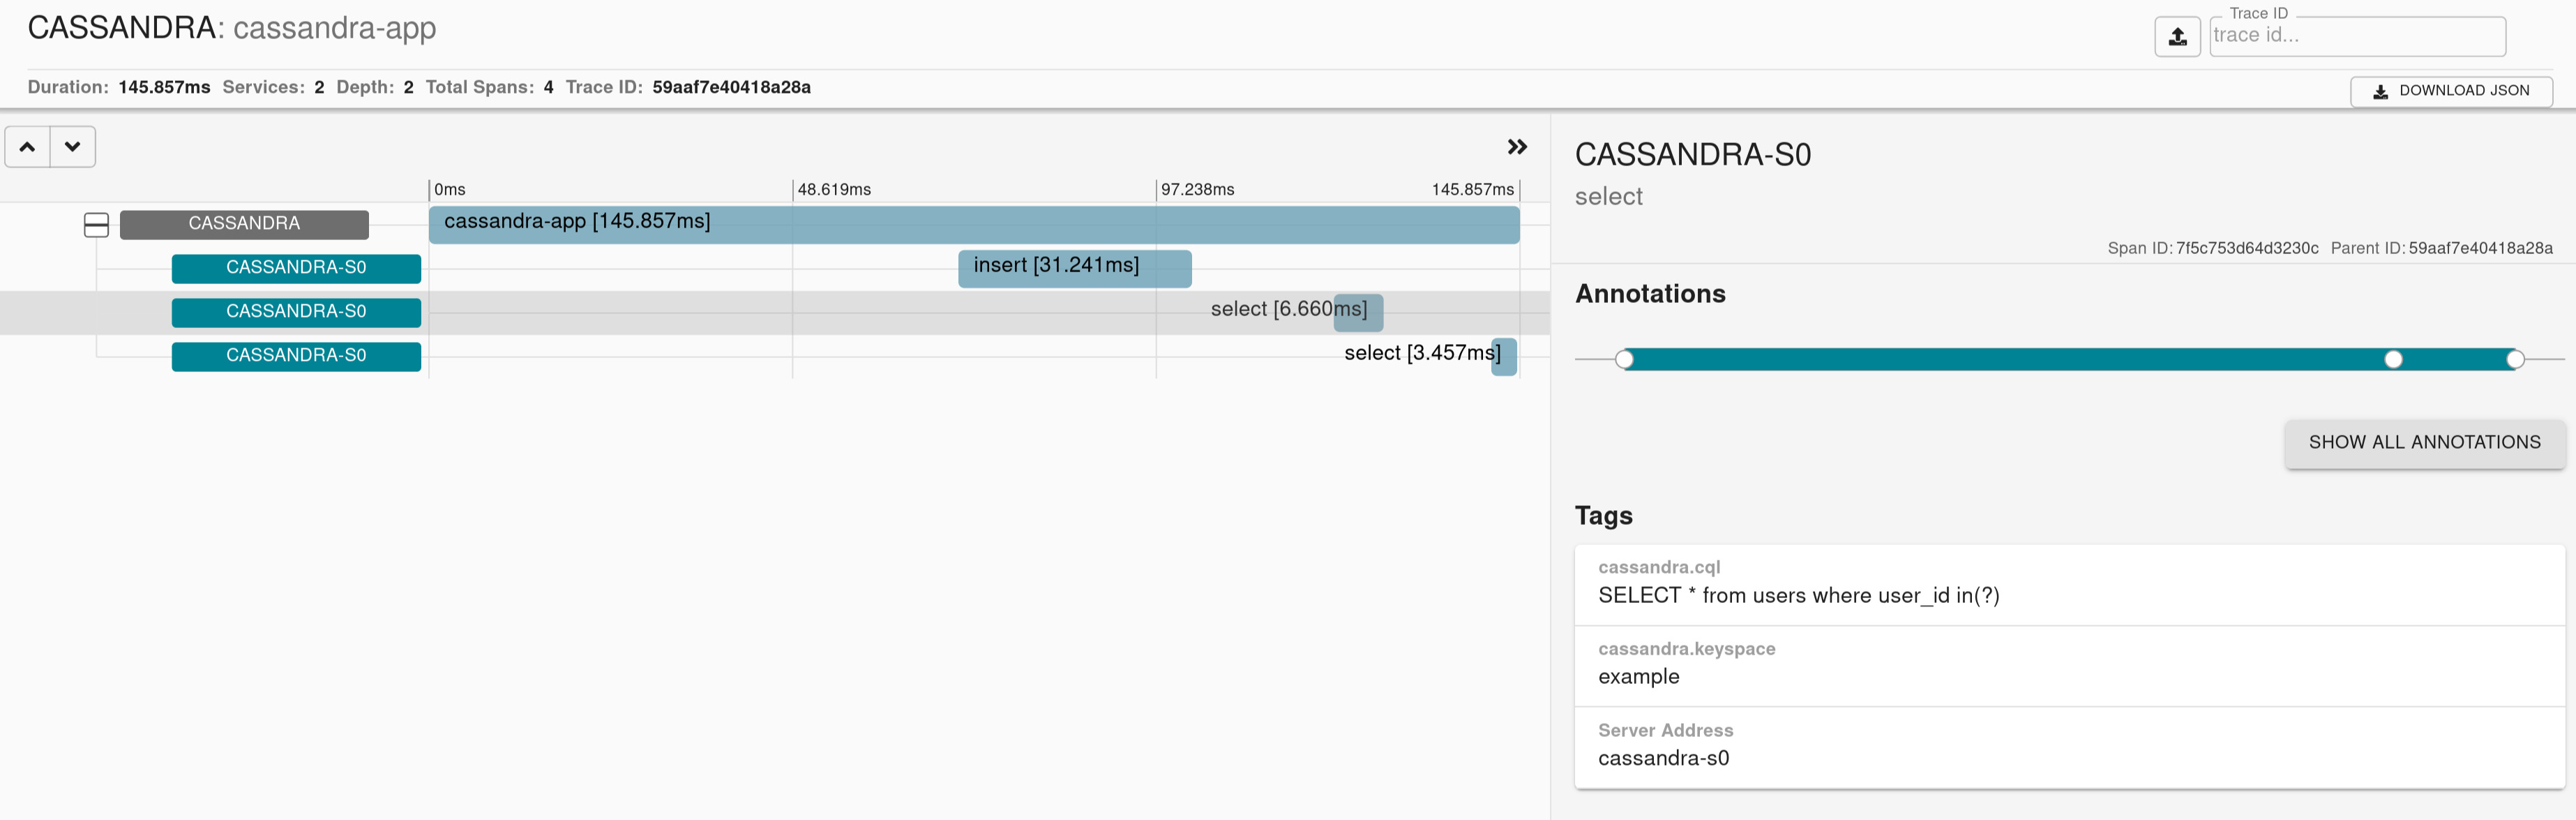 CASSANDRA: cassandra-app
Trace ID
trace id...
Duration: 145.857ms Services: 2 Depth: 2 Total Spans: 4 Trace ID: 59aaf7e40418a28a
DOWNLOAD JSON
0ms 48.619ms 97.238ms 145.857ms
CASSANDRA cassandra-app [145.857ms]
CASSANDRA-S0 insert [31.241ms]
CASSANDRA-S0 select [6.660ms]
CASSANDRA-S0 select [3.457ms]
CASSANDRA-S0
select
Span ID: 7f5c753d64d3230c Parent ID: 59aaf7e40418a28a
Annotations
SHOW ALL ANNOTATIONS
Tags
cassandra.cql
SELECT * from users where user_id in(?)
cassandra.keyspace
example
Server Address
cassandra-s0